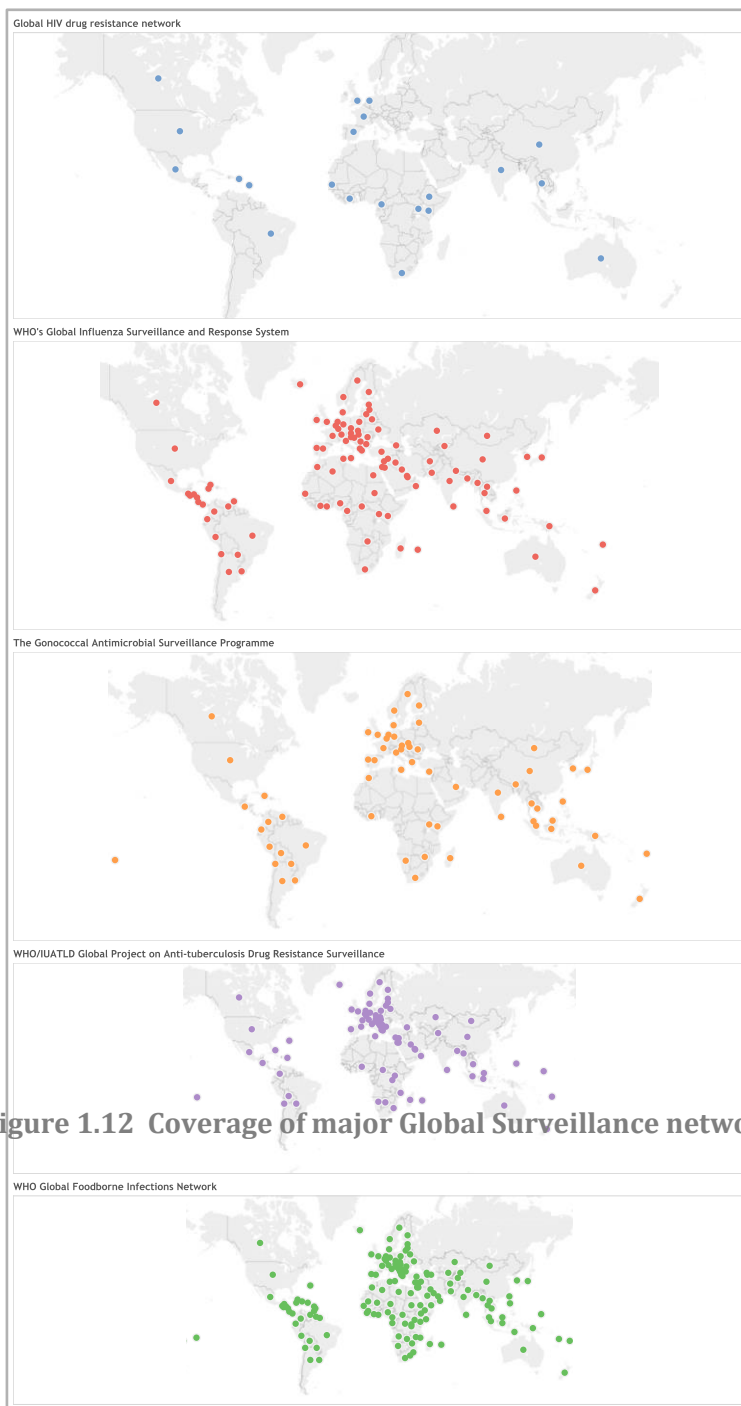 Global HIV drug resistance network
WHO's Global Influenza Surveillance and Response System
The Gonococcal Antimicrobial Surveillance Programme
WHO/IUATLD Global Project on Anti-tuberculosis Drug Resistance Surveillance
igure 1.12 Coverage of major Global Surveillance netwo
WHO Global Foodborne Infections Network